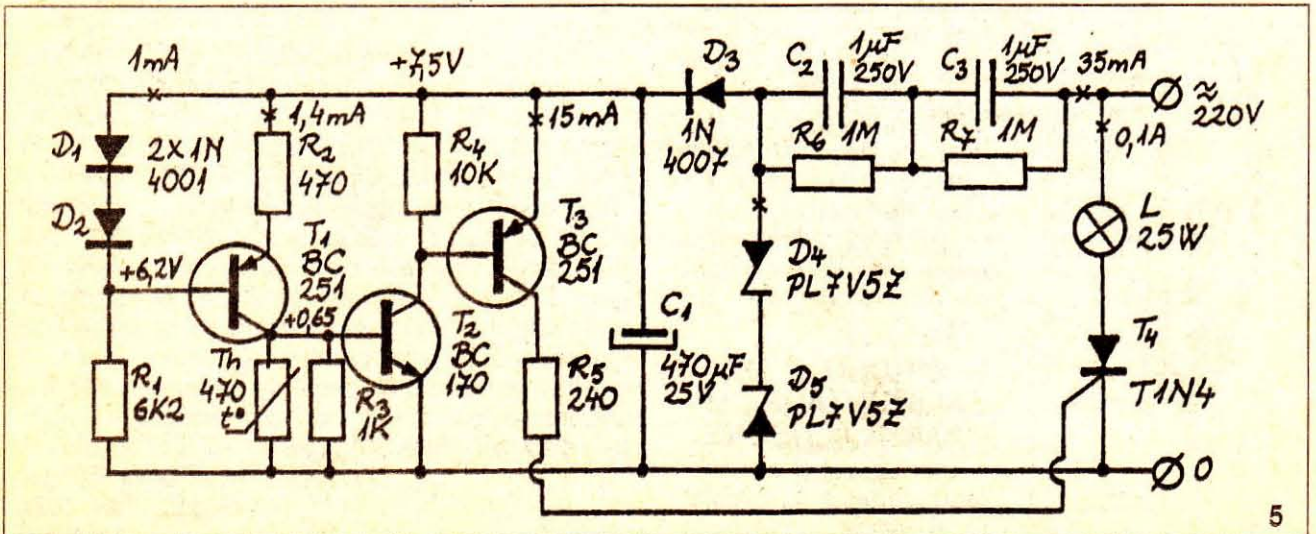 1mA
+7,5V
D3
C2
1µF
250V
C3
1µF
250V
35mA
≈
220V
1,4mA
15mA
0,1A
D1
2x1N
4001
R2
470
R4
10K
1N
4007
R6
1M
R7
1M
D2
T3
BC
251
L
25W
+6,2V
T1
BC
251
D4
PL7V5Z
+0,65
T2
BC
170
C1
470µF
25V
T4
T1N4
R1
6K2
Th
470
t°
R3
1K
R5
240
D5
PL7V5Z
0
5